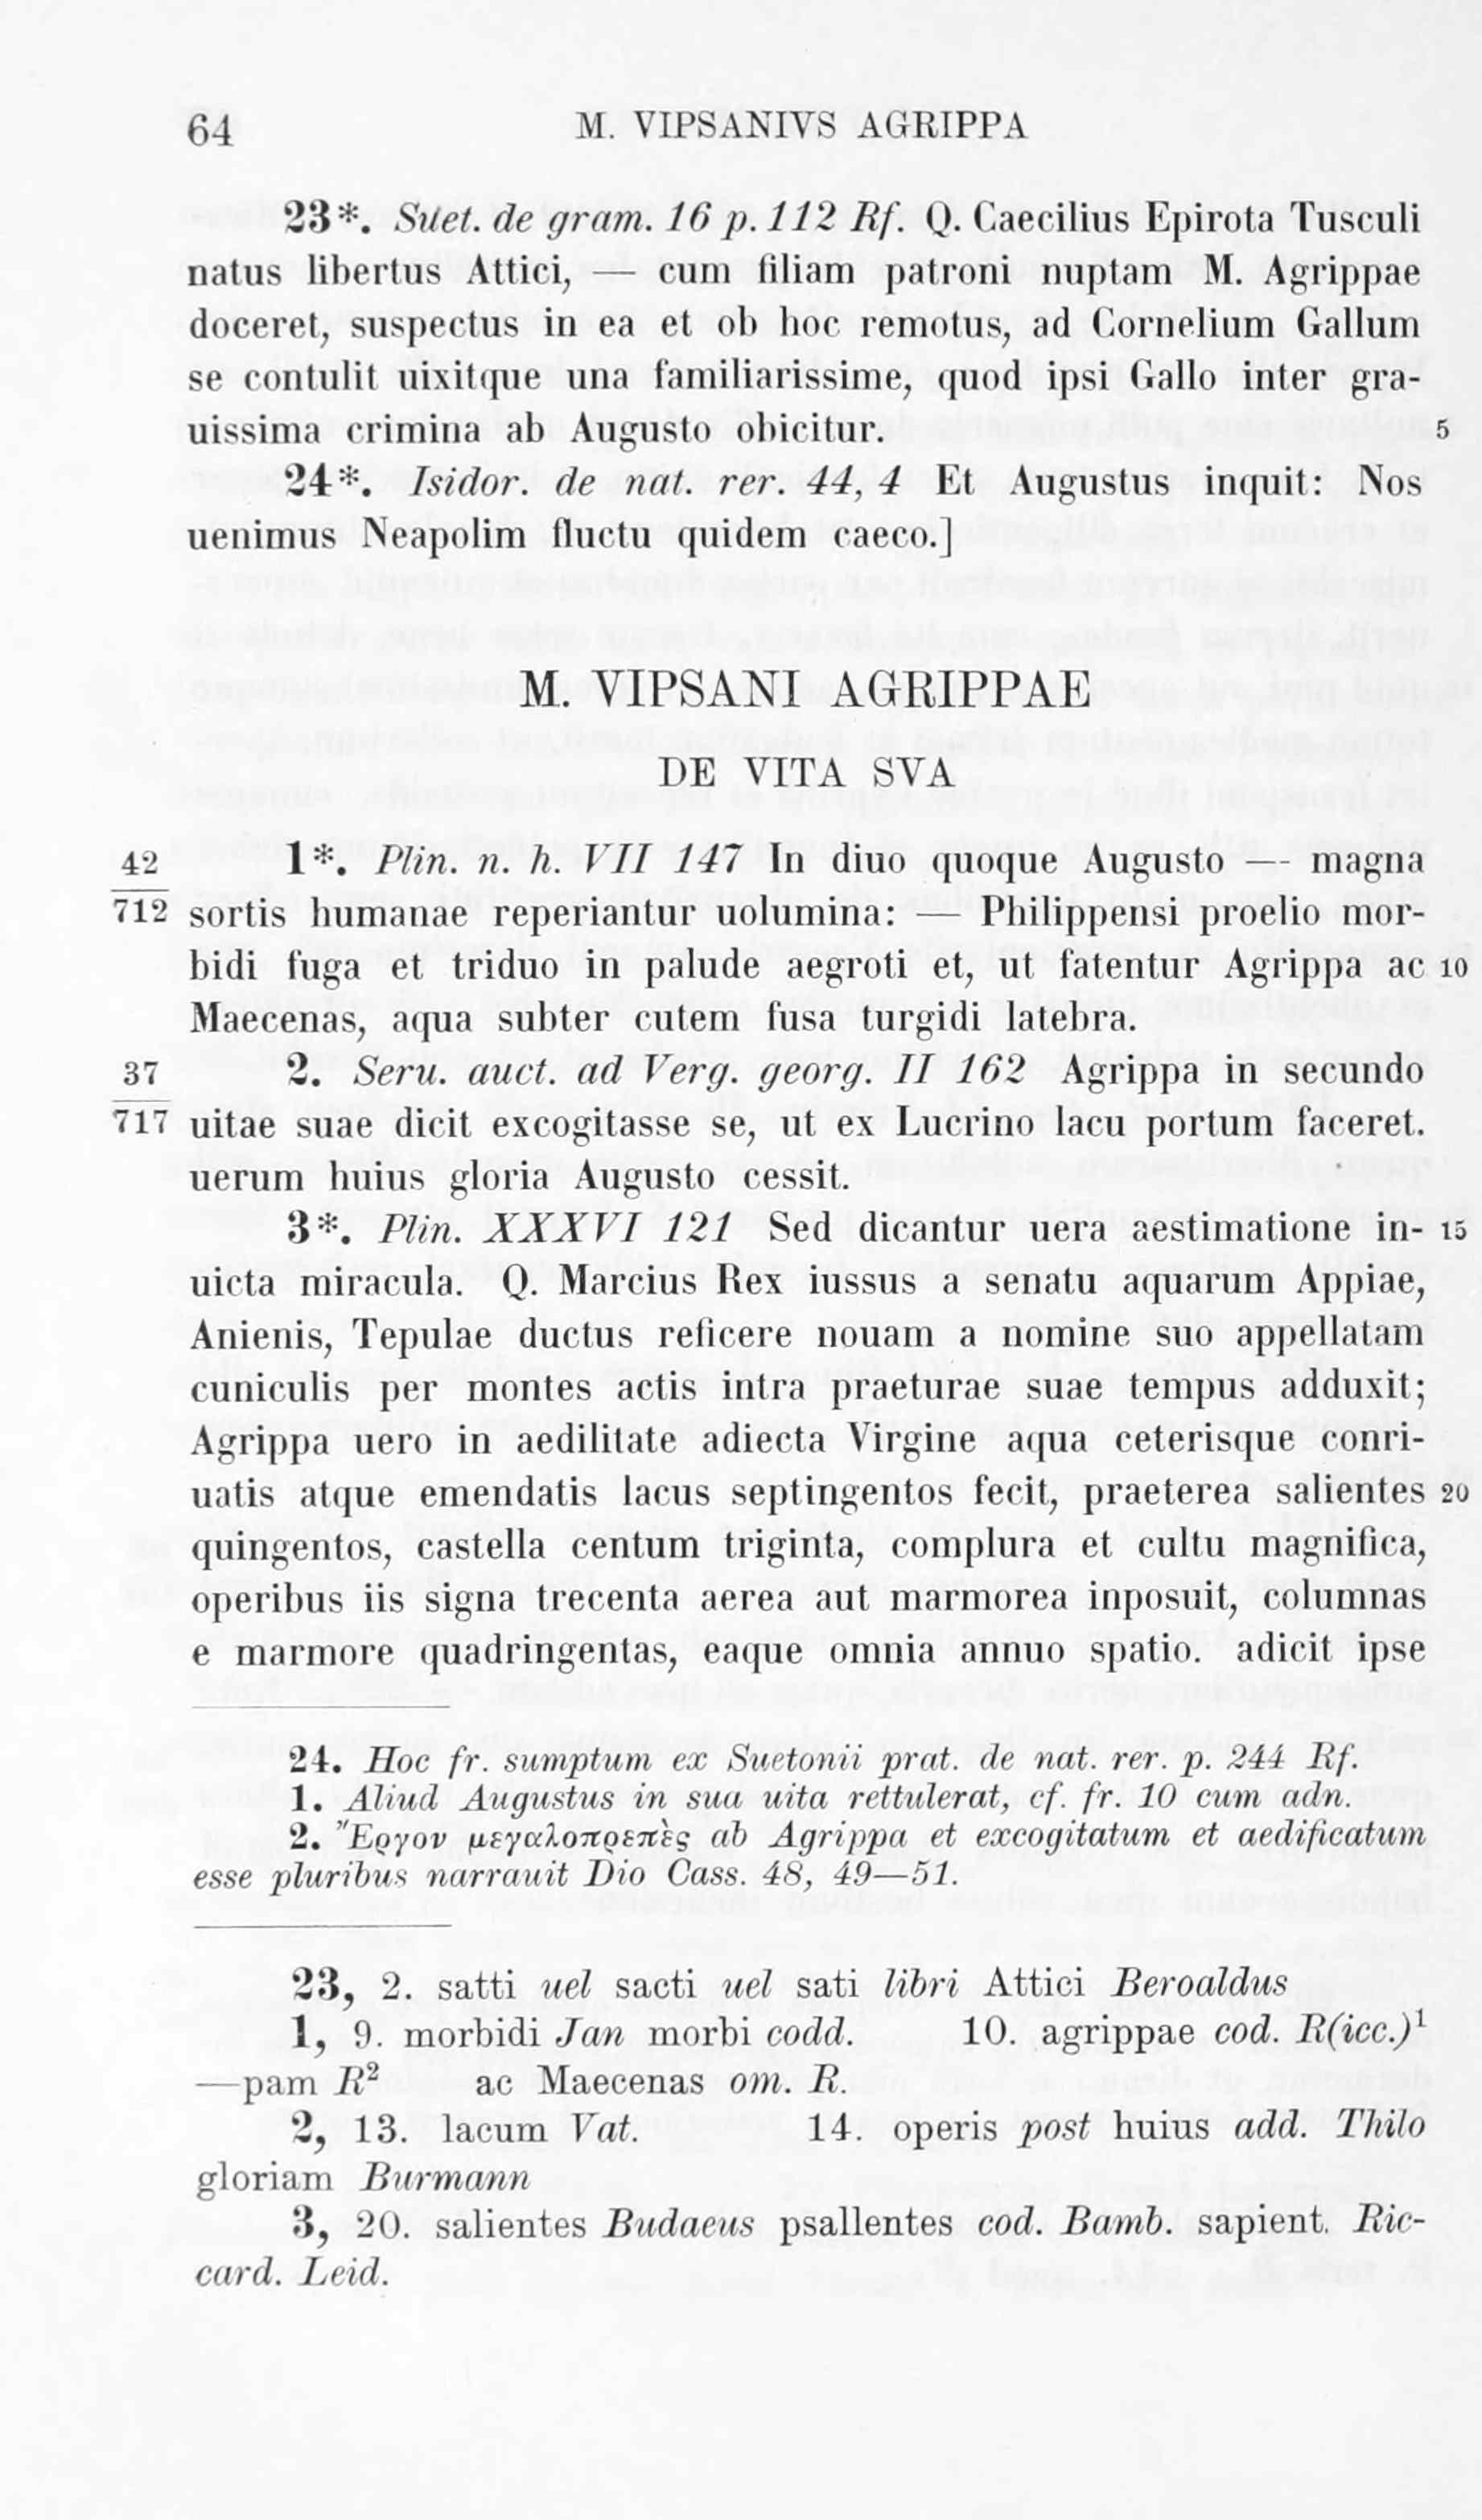 64 M. VIPSANIVS AGRIPPA
23*. Suet. de gram. 16 p. 112 Rf. Q. Caecilius Epirota Tusculi
natus libertus Attici, — cum filiam patroni nuptam M. Agrippae
doceret, suspectus in ea et ob hoc remotus, ad Cornelium Gallum
se contulit uixitque una familiarissime, quod ipsi Gallo inter gra-
uissima crimina ab Augusto obicitur. 5
24*. Isidor. de nat. rer. 44, 4 Et Augustus inquit: Nos
uenimus Neapolim fluctu quidem caeco.]
M. VIPSANI AGRIPPAE
DE VITA SVA
42 1*. Plin. n. h. VII 147 In diuo quoque Augusto — magna
712 sortis humanae reperiantur uolumina: — Philippensi proelio mor-
bidi fuga et triduo in palude aegroti et, ut fatentur Agrippa ac 10
Maecenas, aqua subter cutem fusa turgidi latebra.
37 2. Seru. auct. ad Verg. georg. II 162 Agrippa in secundo
717 uitae suae dicit excogitasse se, ut ex Lucrino lacu portum faceret.
uerum huius gloria Augusto cessit.
3*. Plin. XXXVI 121 Sed dicantur uera aestimatione in- 15
uicta miracula. Q. Marcius Rex iussus a senatu aquarum Appiae,
Anienis, Tepulae ductus reficere nouam a nomine suo appellatam
cuniculis per montes actis intra praeturae suae tempus adduxit;
Agrippa uero in aedilitate adiecta Virgine aqua ceterisque conri-
uatis atque emendatis lacus septingentos fecit, praeterea salientes 20
quingentos, castella centum triginta, complura et cultu magnifica,
operibus iis signa trecenta aerea aut marmorea inposuit, columnas
e marmore quadringentas, eaque omnia annuo spatio. adicit ipse
24. Hoc fr. sumptum ex Suetonii prat. de nat. rer. p. 244 Rf.
1. Aliud Augustus in sua uita rettulerat, cf. fr. 10 cum adn.
2. Ἔργον μεγαλοπρεπὲς ab Agrippa et excogitatum et aedificatum
esse pluribus narrauit Dio Cass. 48, 49—51.
23, 2. satti uel sacti uel sati libri Attici Beroaldus
1, 9. morbidi Jan morbi codd. 10. agrippae cod. R(icc.)¹
—pam R² ac Maecenas om. R.
2, 13. lacum Vat. 14. operis post huius add. Thilo
gloriam Burmann
3, 20. salientes Budaeus psallentes cod. Bamb. sapient. Ric-
card. Leid.